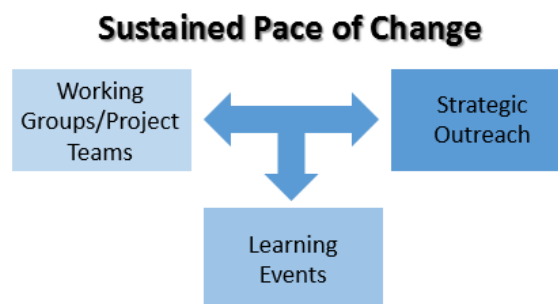 Sustained Pace of Change
Working
Groups/Project
Teams
Strategic
Outreach
Learning
Events